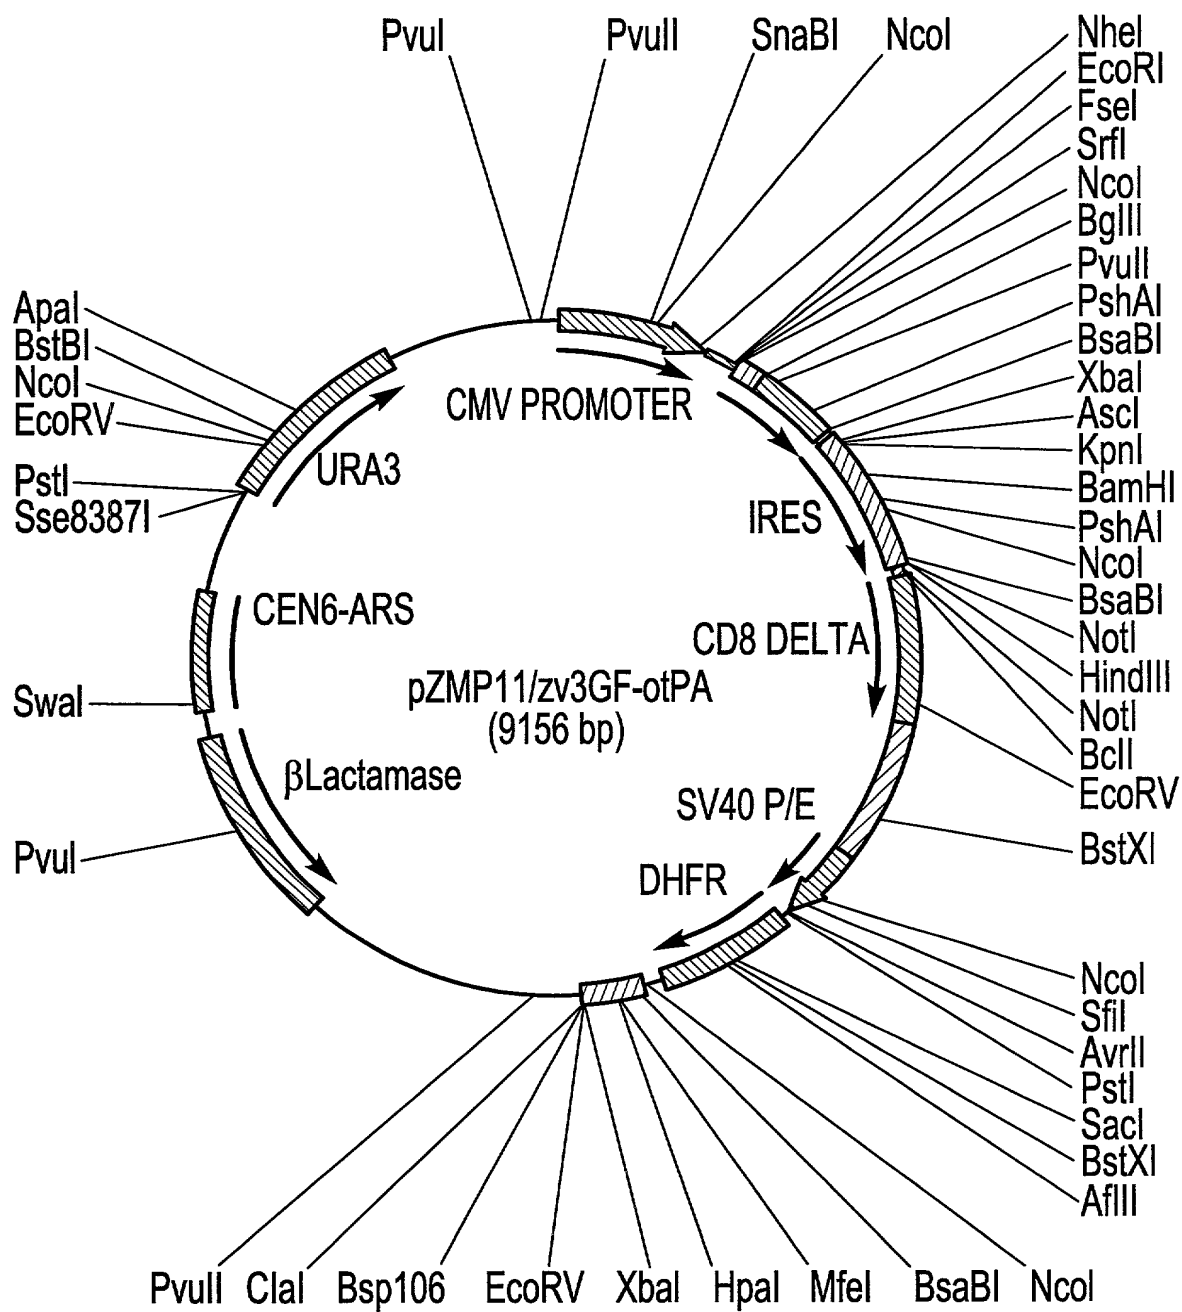 PvuI
PvuII
SnaBI
NcoI
NheI
EcoRI
FseI
SrfI
NcoI
BglII
PvuII
PshAI
BsaBI
XbaI
AscI
KpnI
BamHI
PshAI
NcoI
BsaBI
NotI
HindIII
NotI
BclI
EcoRV
BstXI
NcoI
SfiI
AvrII
PstI
SacI
BstXI
AflII
ApaI
BstBI
NcoI
EcoRV
PstI
Sse8387I
SwaI
PvuI
CMV PROMOTER
URA3
IRES
CEN6-ARS
CD8 DELTA
pZMP11/zv3GF-otPA
(9156 bp)
βLactamase
SV40 P/E
DHFR
PvuII ClaI Bsp106 EcoRV XbaI HpaI MfeI BsaBI NcoI